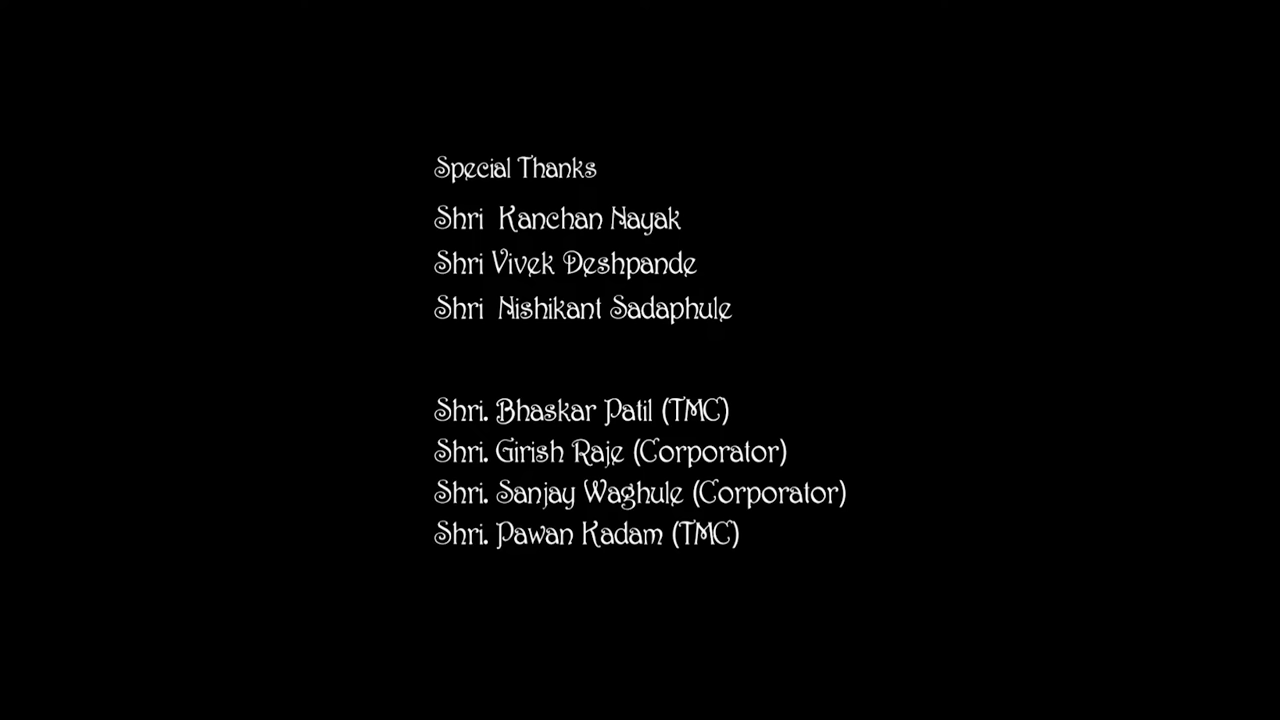 Special Thanks
Shri Kanchan Nayak
Shri Vivek Deshpande
Shri Nishikant Sadaphule
Shri. Bhaskar Patil (TMC)
Shri. Girish Raje (Corporator)
Shri. Sanjay Waghule (Corporator)
Shri. Pawan Kadam (TMC)